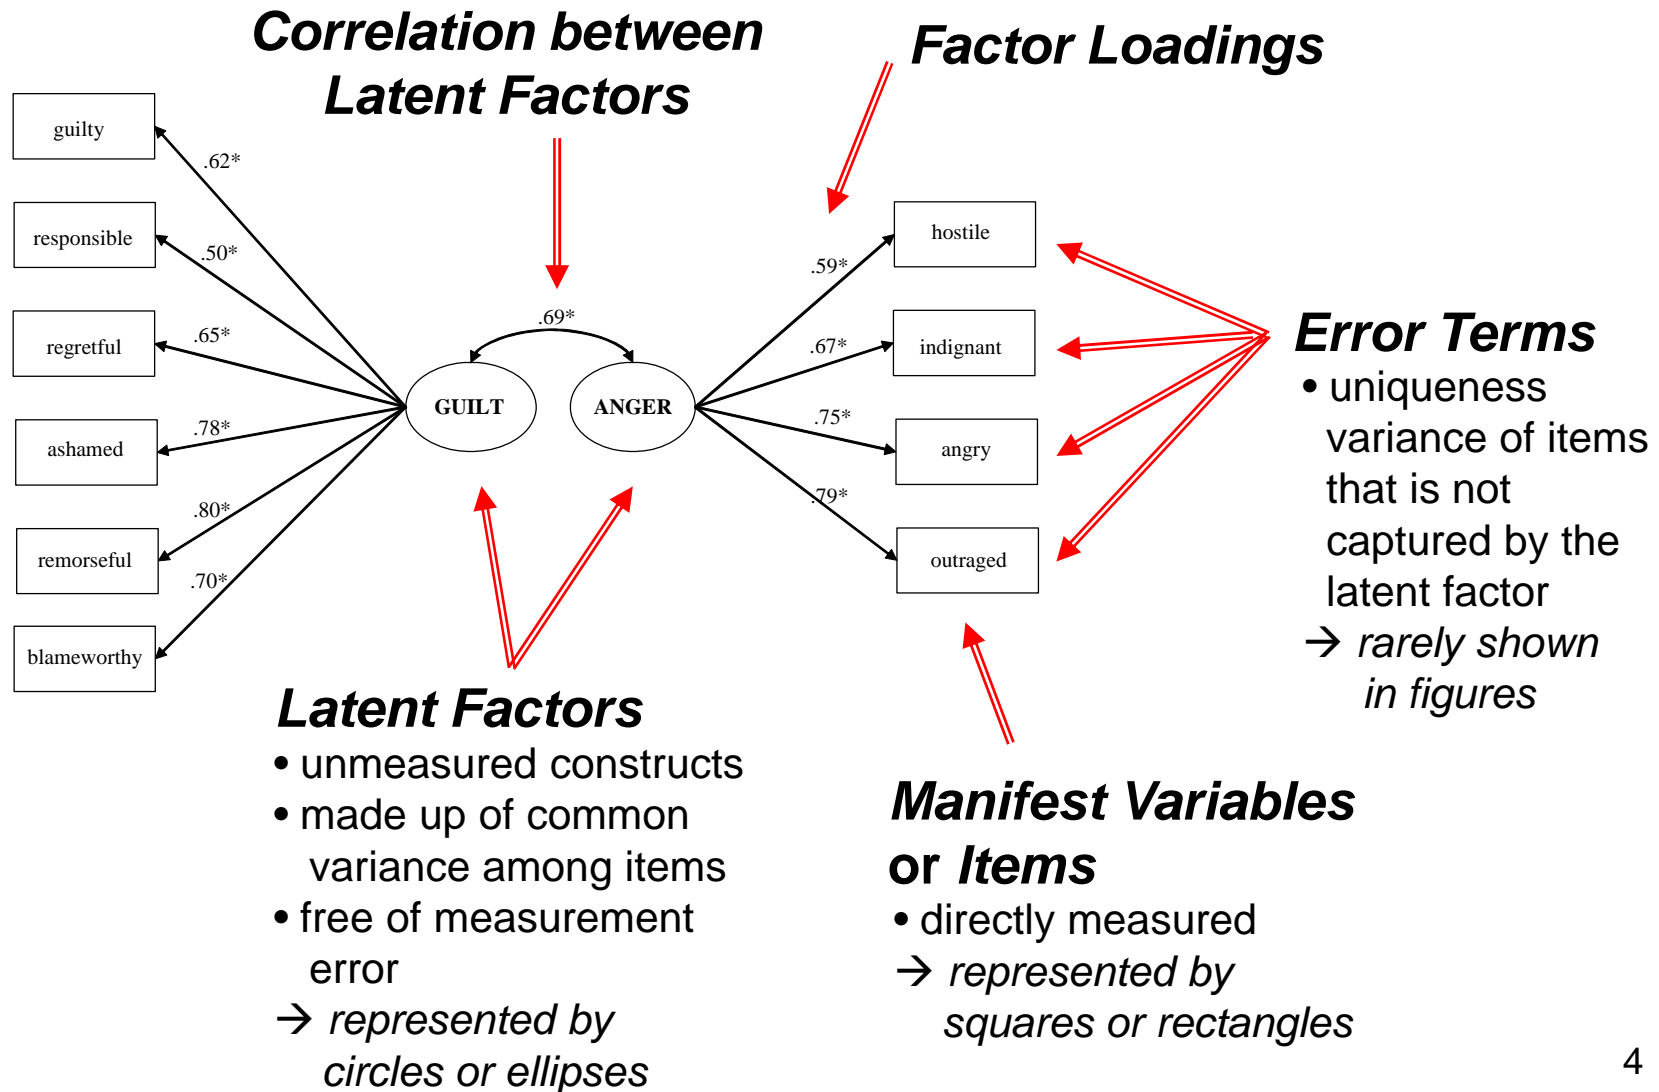 Correlation between
Latent Factors
Factor Loadings
guilty
responsible
regretful
ashamed
remorseful
blameworthy
.62*
.50*
.65*
.78*
.80*
.70*
.69*
GUILT
ANGER
.59*
.67*
.75*
.79*
hostile
indignant
angry
outraged
Error Terms
• uniqueness
variance of items
that is not
captured by the
latent factor
→ rarely shown
in figures
Latent Factors
• unmeasured constructs
• made up of common
variance among items
• free of measurement
error
→ represented by
circles or ellipses
Manifest Variables
or Items
• directly measured
→ represented by
squares or rectangles
4